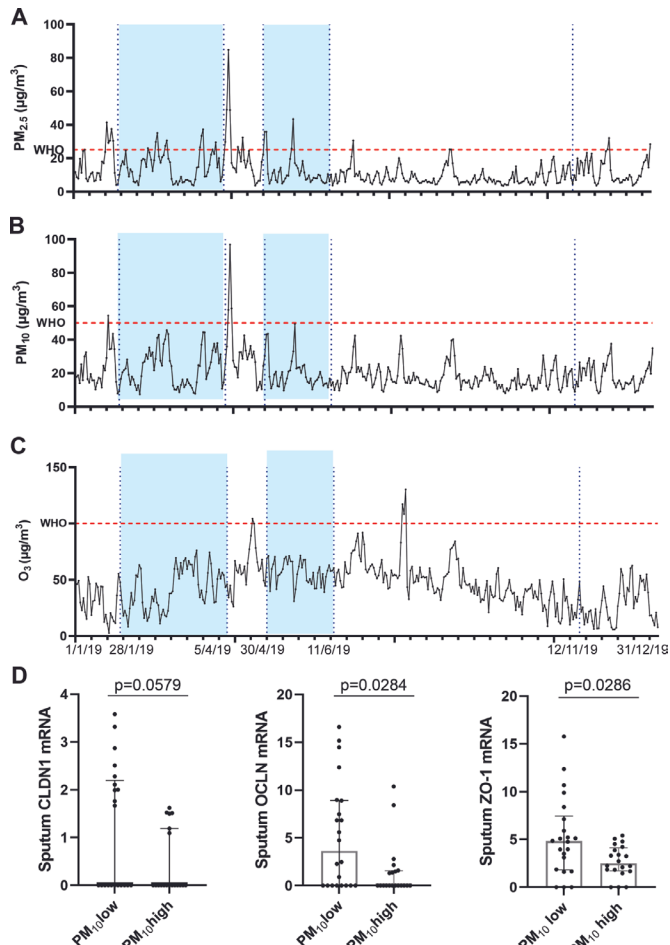 A
PM2.5 (µg/m³)
100
80
60
40
20
0
WHO
B
PM10 (µg/m³)
100
80
60
40
20
0
WHO
C
O3 (µg/m³)
150
100
50
0
WHO
1/1/19 28/1/19 5/4/19 30/4/19 11/6/19 12/11/19 31/12/19
D
p=0.0579
Sputum CLDN1 mRNA
4
3
2
1
0
PM10low PM10high
p=0.0284
Sputum OCLN mRNA
20
15
10
5
0
PM10low PM10high
p=0.0286
Sputum ZO-1 mRNA
20
15
10
5
0
PM10 low PM10 high